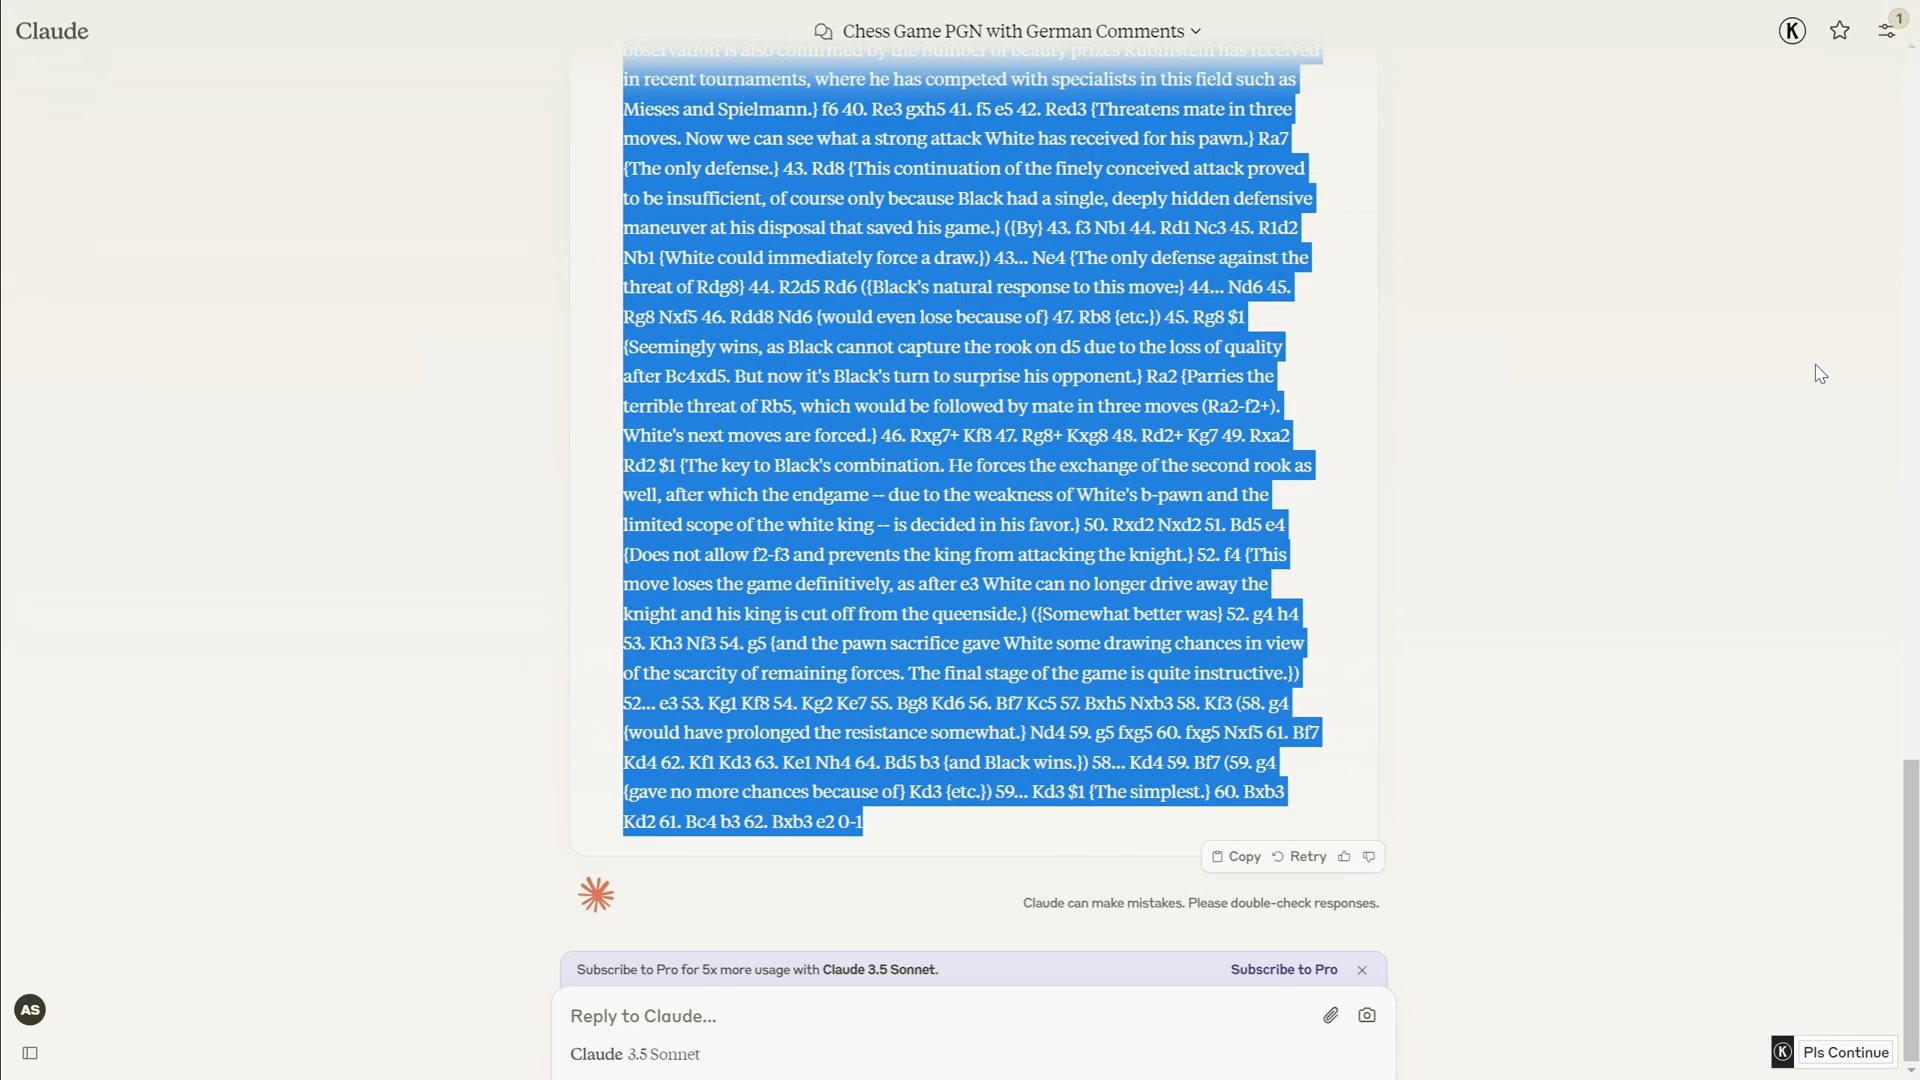 Claude
Chess Game PGN with German Comments
K
1
observation is also confirmed by the number of beauty prizes Rubinstein has received
in recent tournaments, where he has competed with specialists in this field such as
Mieses and Spielmann.} f6 40. Re3 gxh5 41. f5 e5 42. Red3 {Threatens mate in three
moves. Now we can see what a strong attack White has received for his pawn.} Ra7
{The only defense.} 43. Rd8 {This continuation of the finely conceived attack proved
to be insufficient, of course only because Black had a single, deeply hidden defensive
maneuver at his disposal that saved his game.} ({By} 43. f3 Nb1 44. Rd1 Nc3 45. R1d2
Nb1 {White could immediately force a draw.}) 43... Ne4 {The only defense against the
threat of Rdg8} 44. R2d5 Rd6 ({Black's natural response to this move:} 44... Nd6 45.
Rg8 Nxf5 46. Rdd8 Nd6 {would even lose because of} 47. Rb8 {etc.}) 45. Rg8 $1
{Seemingly wins, as Black cannot capture the rook on d5 due to the loss of quality
after Bc4xd5. But now it's Black's turn to surprise his opponent.} Ra2 {Parries the
terrible threat of Rb5, which would be followed by mate in three moves (Ra2-f2+).
White's next moves are forced.} 46. Rxg7+ Kf8 47. Rg8+ Kxg8 48. Rd2+ Kg7 49. Rxa2
Rd2 $1 {The key to Black's combination. He forces the exchange of the second rook as
well, after which the endgame -- due to the weakness of White's b-pawn and the
limited scope of the white king -- is decided in his favor.} 50. Rxd2 Nxd2 51. Bd5 e4
{Does not allow f2-f3 and prevents the king from attacking the knight.} 52. f4 {This
move loses the game definitively, as after e3 White can no longer drive away the
knight and his king is cut off from the queenside.} ({Somewhat better was} 52. g4 h4
53. Kh3 Nf3 54. g5 {and the pawn sacrifice gave White some drawing chances in view
of the scarcity of remaining forces. The final stage of the game is quite instructive.})
52... e3 53. Kg1 Kf8 54. Kg2 Ke7 55. Bg8 Kd6 56. Bf7 Kc5 57. Bxh5 Nxb3 58. Kf3 (58. g4
{would have prolonged the resistance somewhat.} Nd4 59. g5 fxg5 60. fxg5 Nxf5 61. Bf7
Kd4 62. Kf1 Kd3 63. Ke1 Nh4 64. Bd5 b3 {and Black wins.}) 58... Kd4 59. Bf7 (59. g4
{gave no more chances because of} Kd3 {etc.}) 59... Kd3 $1 {The simplest.} 60. Bxb3
Kd2 61. Bc4 b3 62. Bxb3 e2 0-1
Copy Retry
Claude can make mistakes. Please double-check responses.
Subscribe to Pro for 5x more usage with Claude 3.5 Sonnet. Subscribe to Pro
AS
Reply to Claude...
Claude 3.5 Sonnet
K Pls Continue